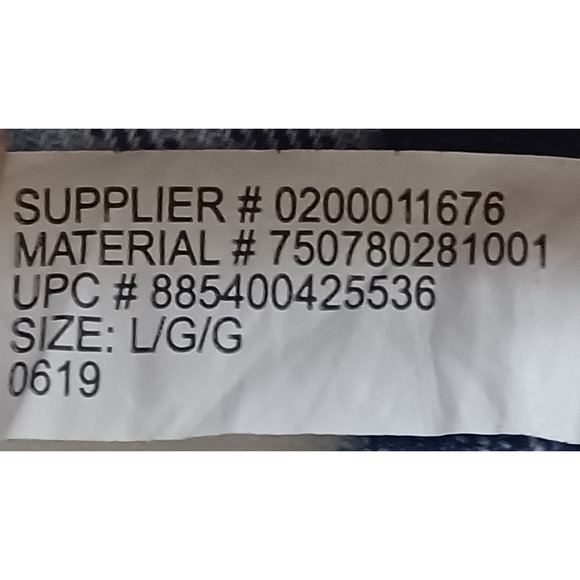 SUPPLIER # 0200011676
MATERIAL # 750780281001
UPC # 885400425536
SIZE: L/G/G
0619